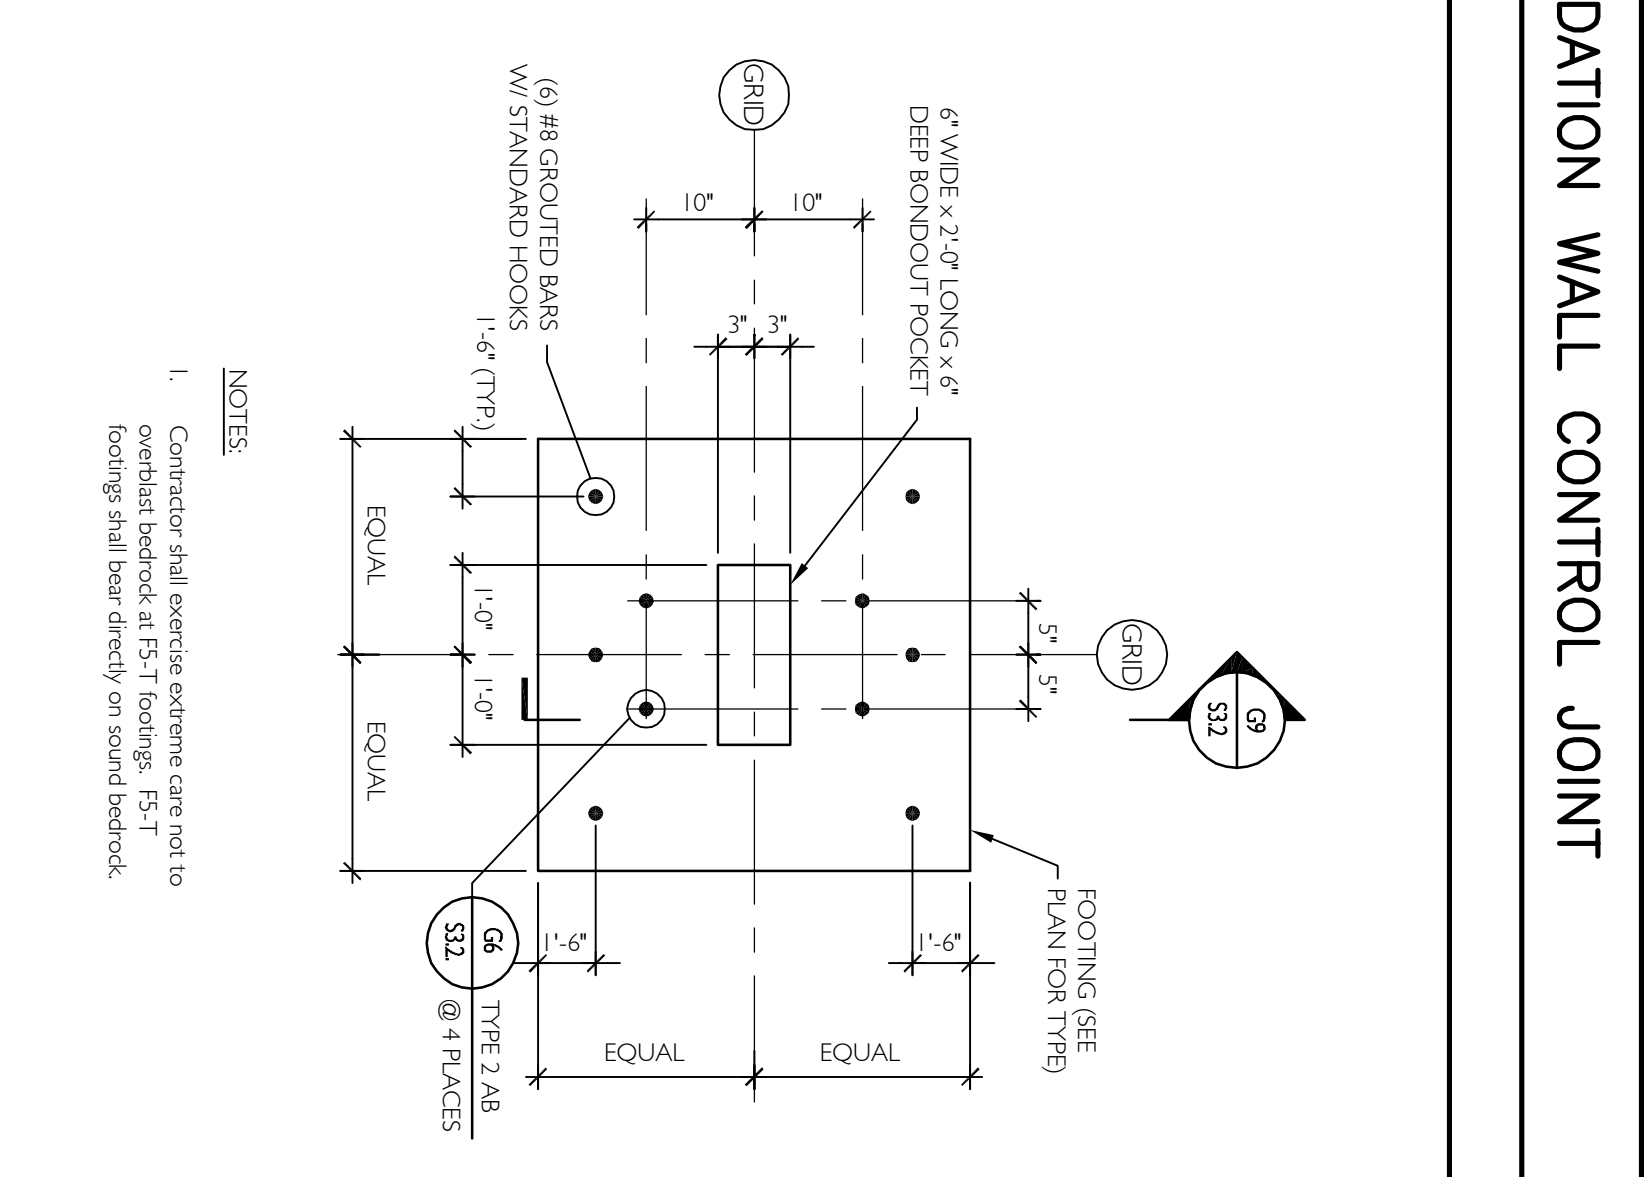 DATION WALL CONTROL JOINT
G9
S3.2
GRID
5"
5"
FOOTING (SEE
PLAN FOR TYPE)
6" WIDE x 2'-0" LONG x 6"
DEEP BONDOUT POCKET
GRID
10"
10"
3"
3"
1'-6"
1'-6"
EQUAL
EQUAL
(6) #8 GROUTED BARS
W/ STANDARD HOOKS
1'-6" (TYP.)
1'-0"
1'-0"
G6
S3.2.
TYPE 2 AB
@ 4 PLACES
EQUAL
EQUAL
NOTES:
1. Contractor shall exercise extreme care not to
overblast bedrock at F5-T footings. F5-T
footings shall bear directly on sound bedrock.